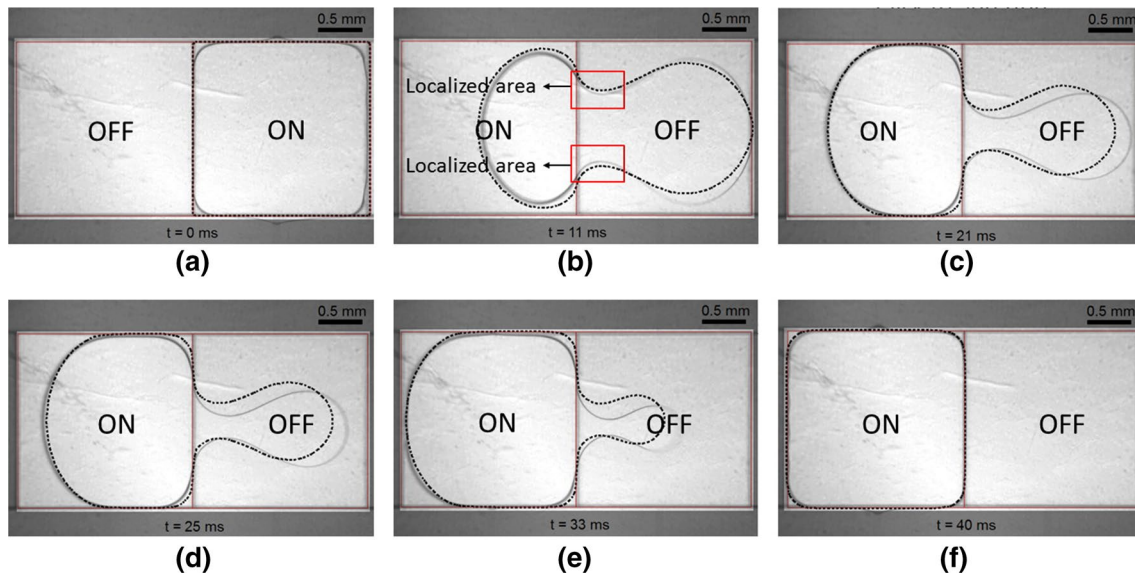 0.5 mm
OFF
ON
t = 0 ms
(a)
0.5 mm
Localized area
ON
OFF
Localized area
t = 11 ms
(b)
0.5 mm
ON
OFF
t = 21 ms
(c)
0.5 mm
ON
OFF
t = 25 ms
(d)
0.5 mm
ON
OFF
t = 33 ms
(e)
0.5 mm
ON
OFF
t = 40 ms
(f)